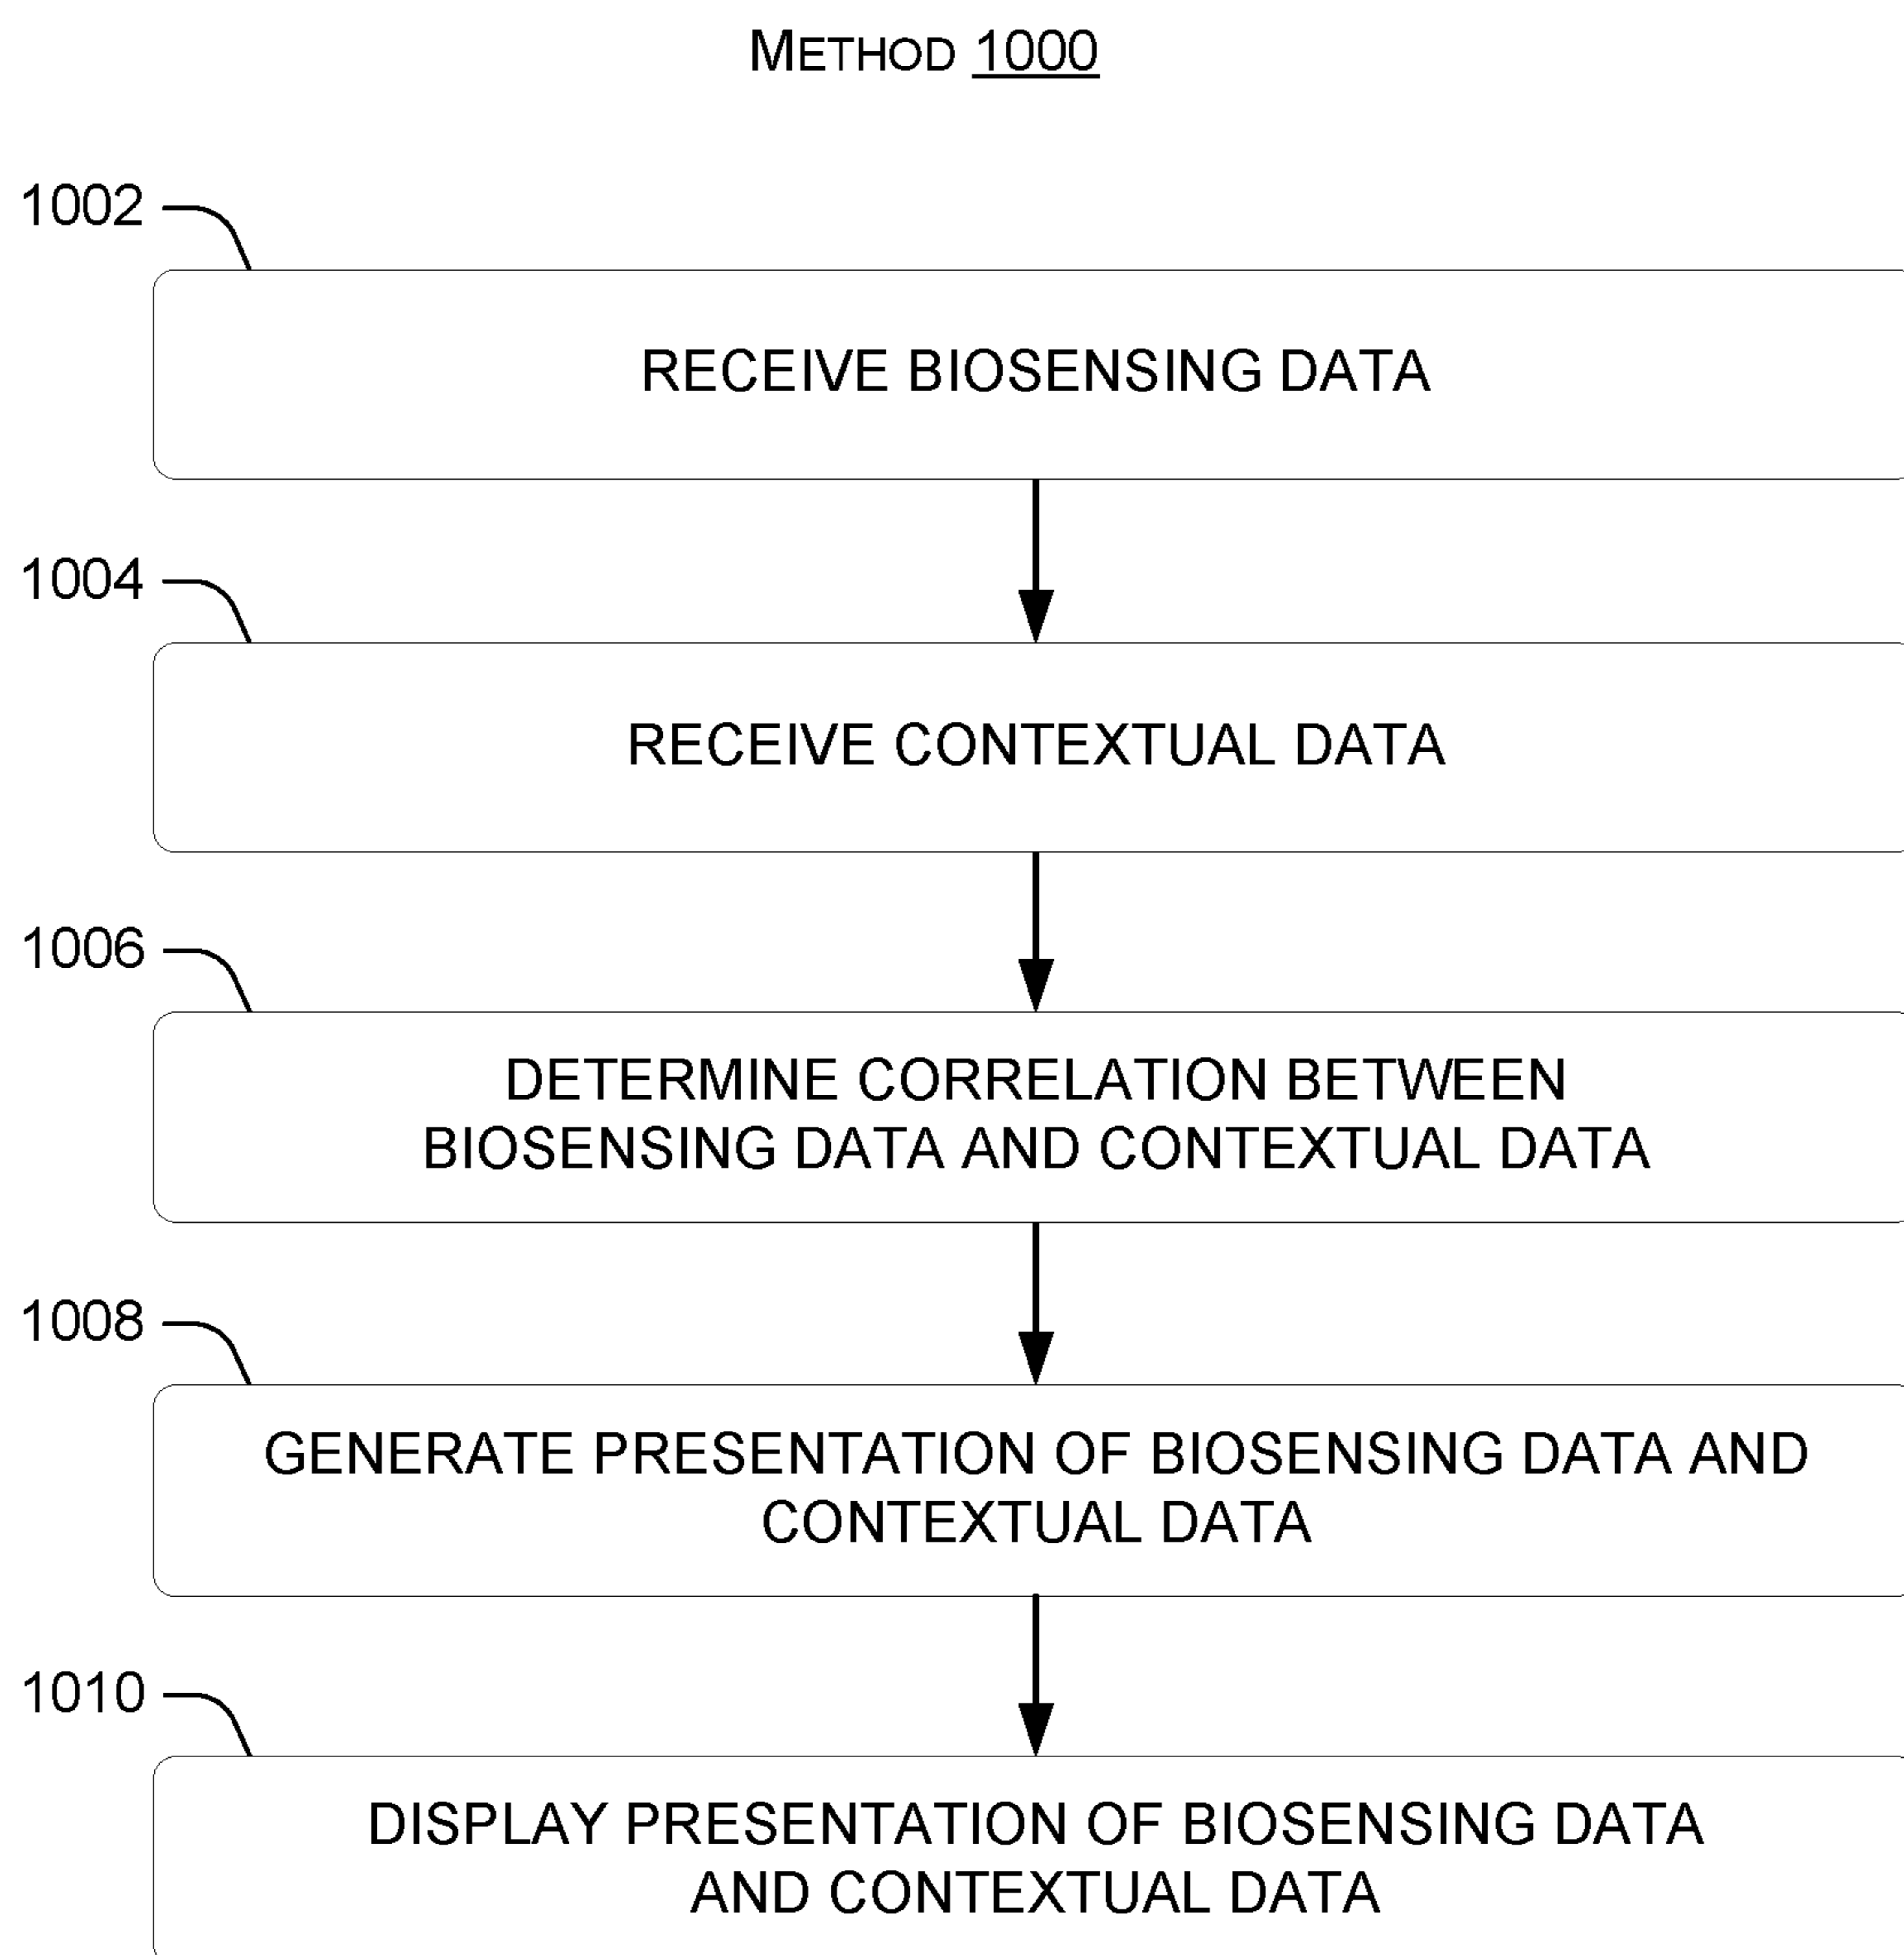 METHOD 1000
1002
RECEIVE BIOSENSING DATA
1004
RECEIVE CONTEXTUAL DATA
1006
DETERMINE CORRELATION BETWEEN
BIOSENSING DATA AND CONTEXTUAL DATA
1008
GENERATE PRESENTATION OF BIOSENSING DATA AND
CONTEXTUAL DATA
1010
DISPLAY PRESENTATION OF BIOSENSING DATA
AND CONTEXTUAL DATA